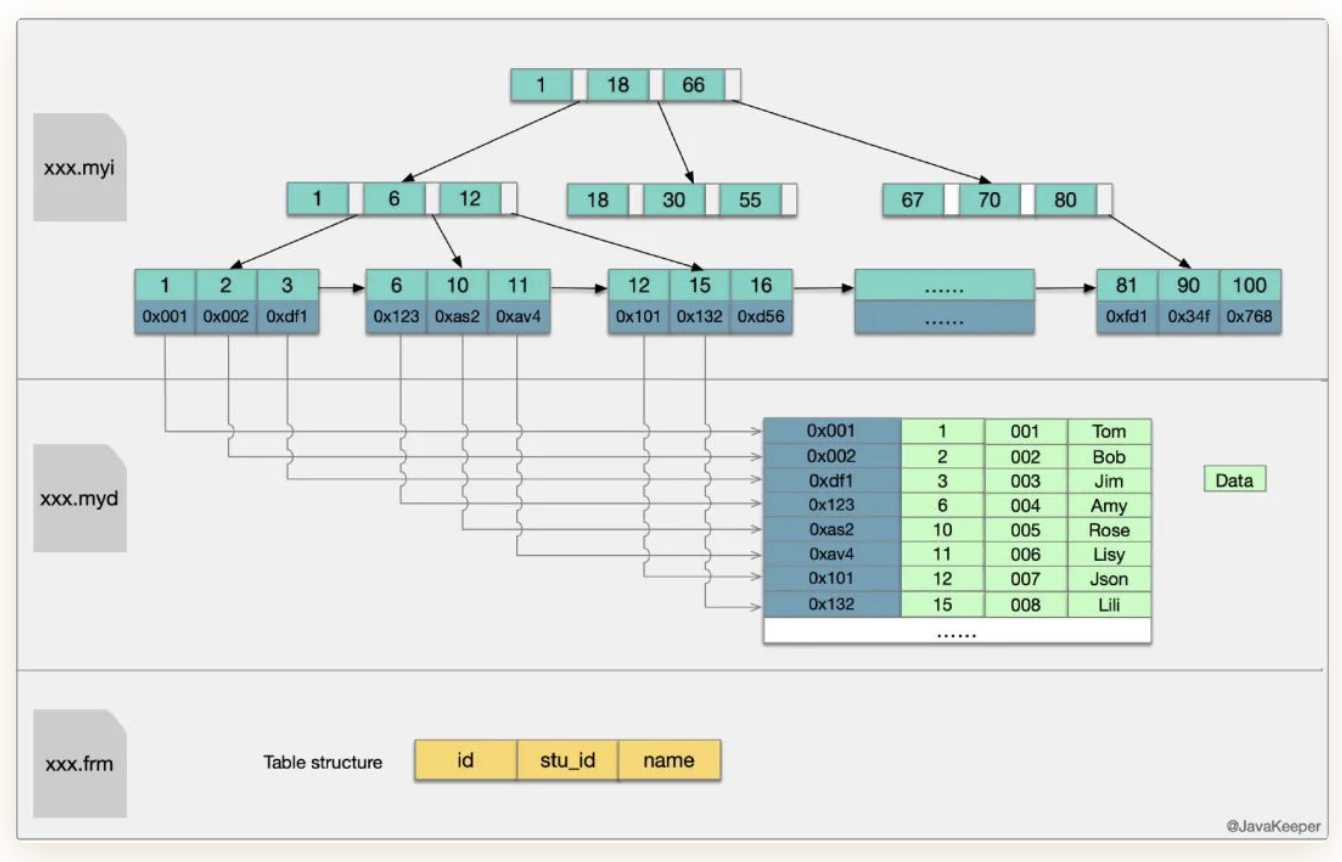 1 18 66
xxx.myi
1 6 12 18 30 55 67 70 80
1 2 3 6 10 11 12 15 16 ...... 81 90 100
0x001 0x002 0xdf1 0x123 0xas2 0xav4 0x101 0x132 0xd56 ...... 0xfd1 0x34f 0x768
0x001 1 001 Tom
0x002 2 002 Bob
0xdf1 3 003 Jim
Data
xxx.myd
0x123 6 004 Amy
0xas2 10 005 Rose
0xav4 11 006 Lisy
0x101 12 007 Json
0x132 15 008 Lili
......
xxx.frm
Table structure id stu_id name
@JavaKeeper